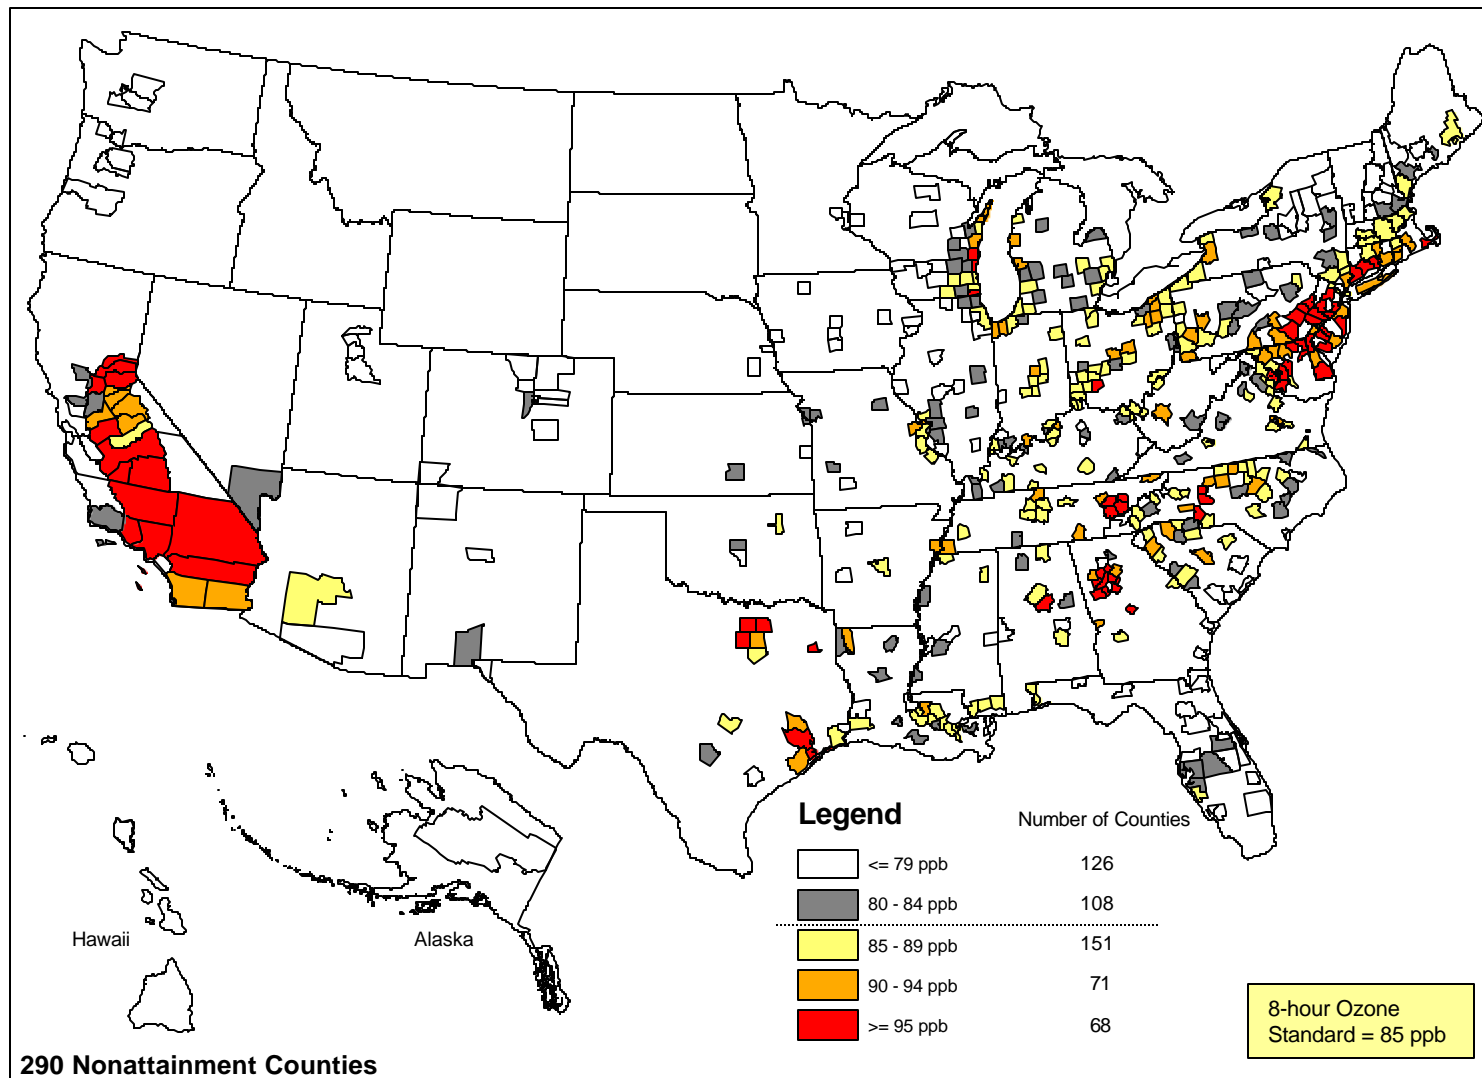 Legend
Number of Counties
<= 79 ppb 126
80 - 84 ppb 108
85 - 89 ppb 151
90 - 94 ppb 71
>= 95 ppb 68
Hawaii
Alaska
8-hour Ozone
Standard = 85 ppb
290 Nonattainment Counties